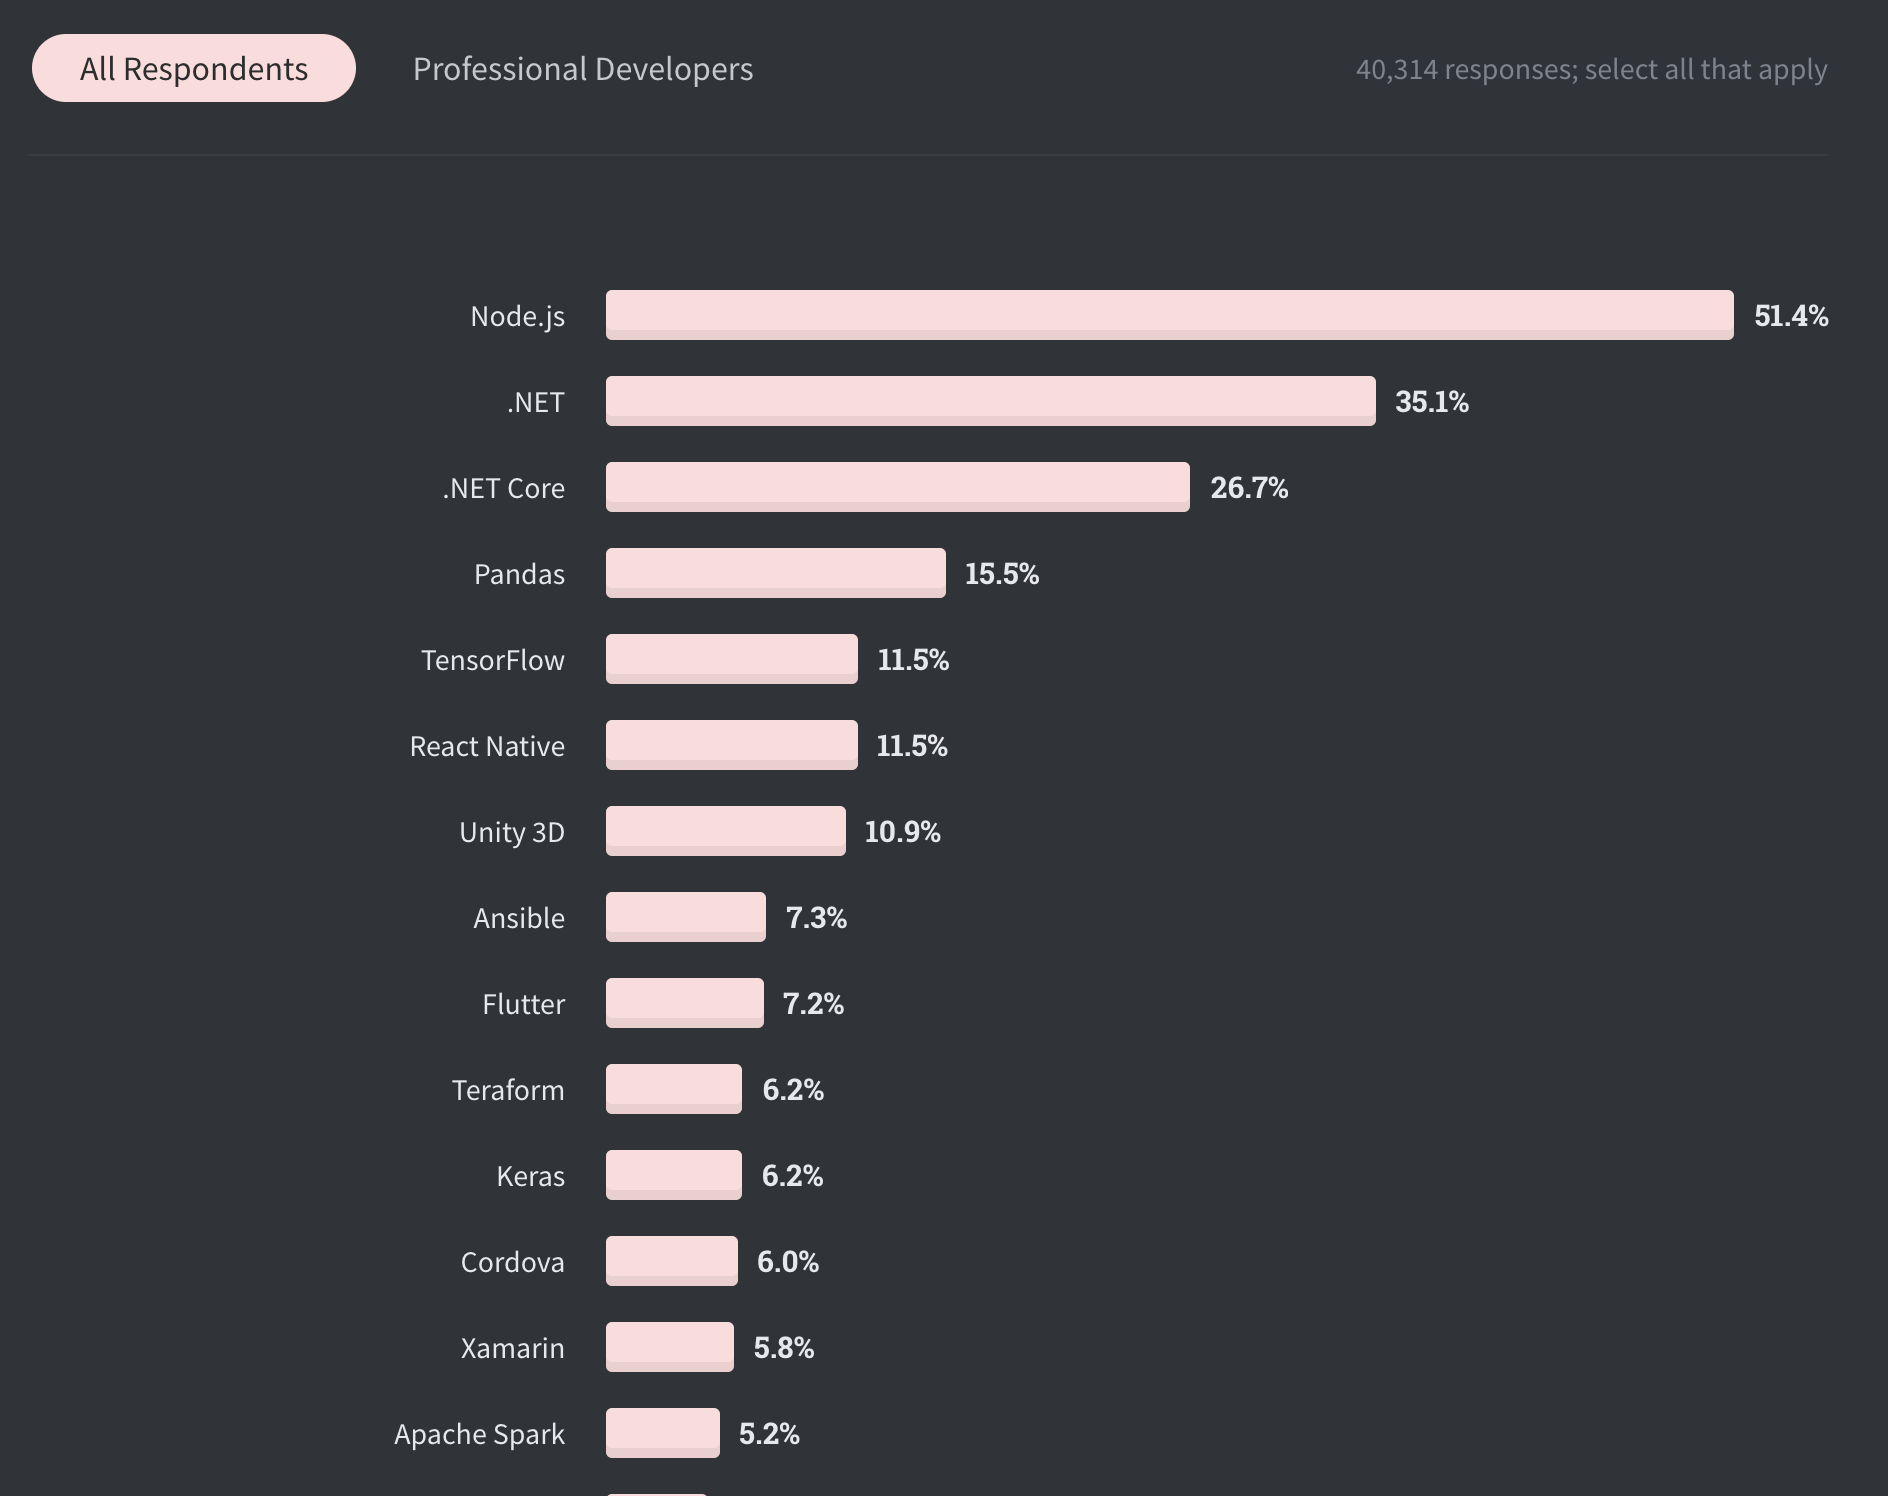 All Respondents Professional Developers 40,314 responses; select all that apply
Node.js 51.4%
.NET 35.1%
.NET Core 26.7%
Pandas 15.5%
TensorFlow 11.5%
React Native 11.5%
Unity 3D 10.9%
Ansible 7.3%
Flutter 7.2%
Teraform 6.2%
Keras 6.2%
Cordova 6.0%
Xamarin 5.8%
Apache Spark 5.2%